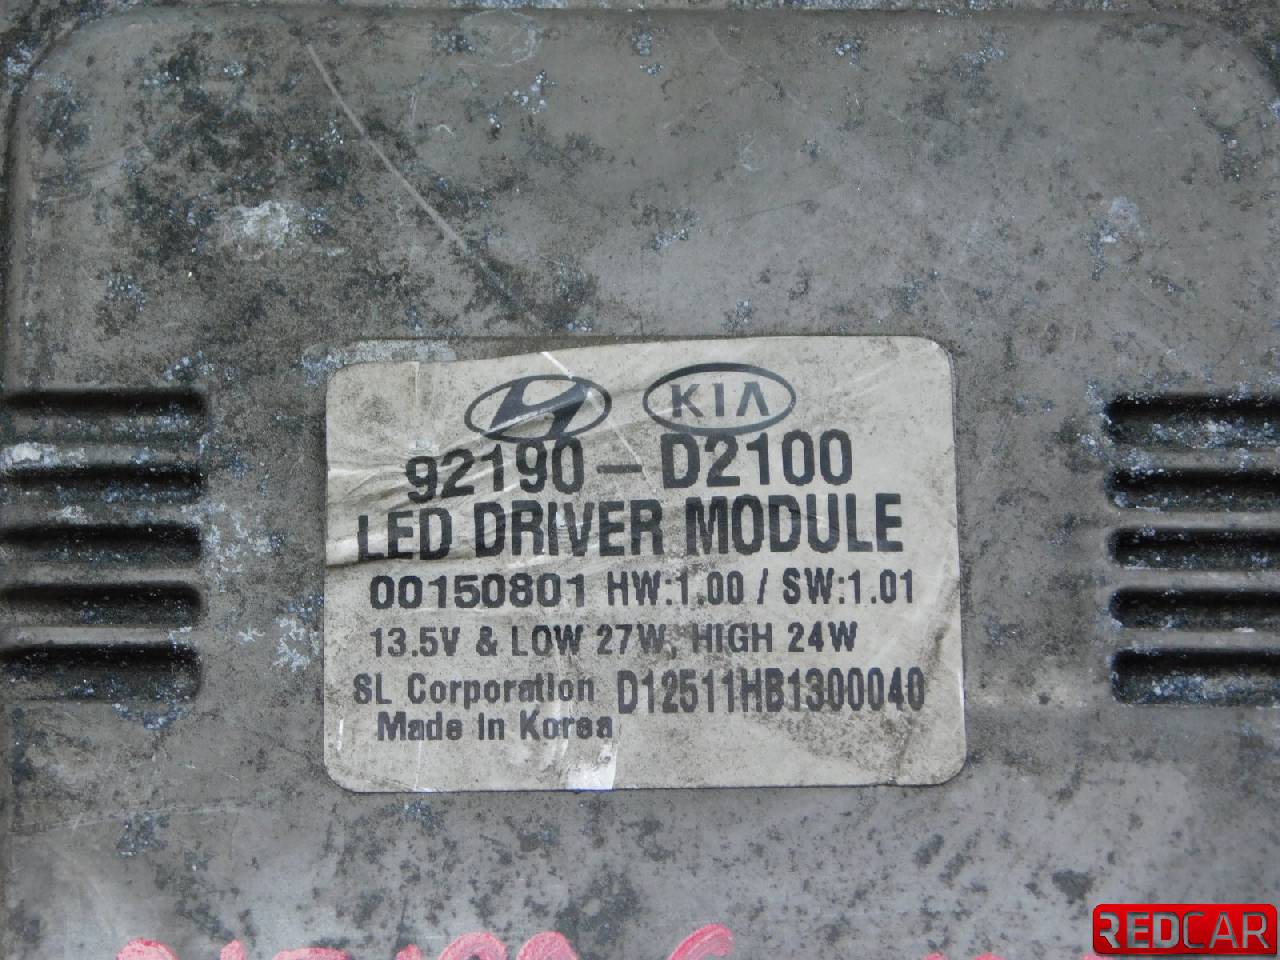 KIA
92190-D2100
LED DRIVER MODULE
00150801 HW:1.00 / SW:1.01
13.5V & LOW 27W, HIGH 24W
SL Corporation D12511HB1300040
Made In Korea
REDCAR